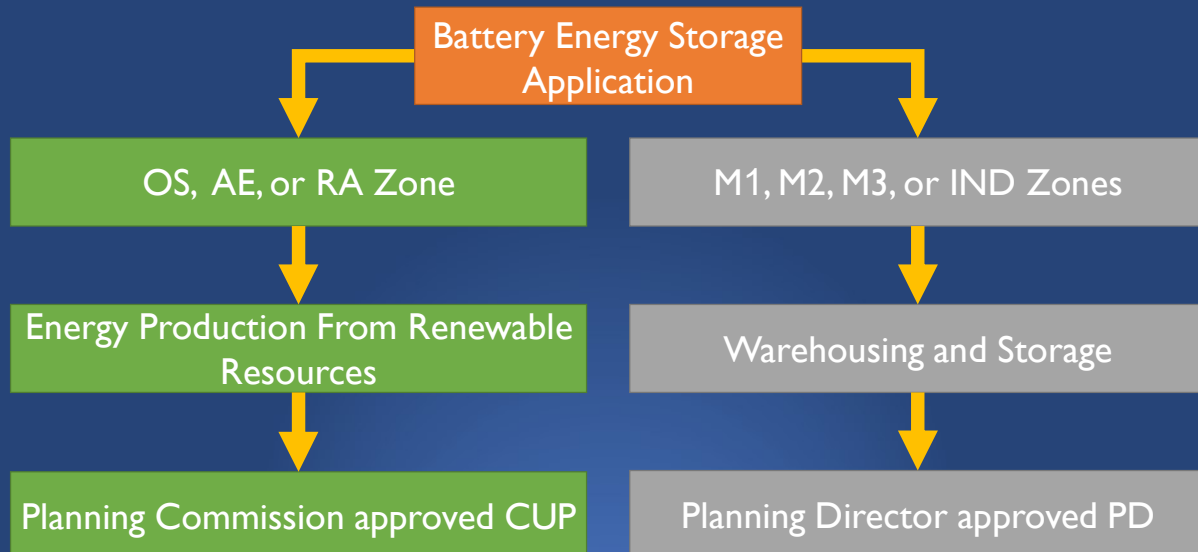 Battery Energy Storage
Application
OS, AE, or RA Zone
M1, M2, M3, or IND Zones
Energy Production From Renewable
Resources
Warehousing and Storage
Planning Commission approved CUP
Planning Director approved PD